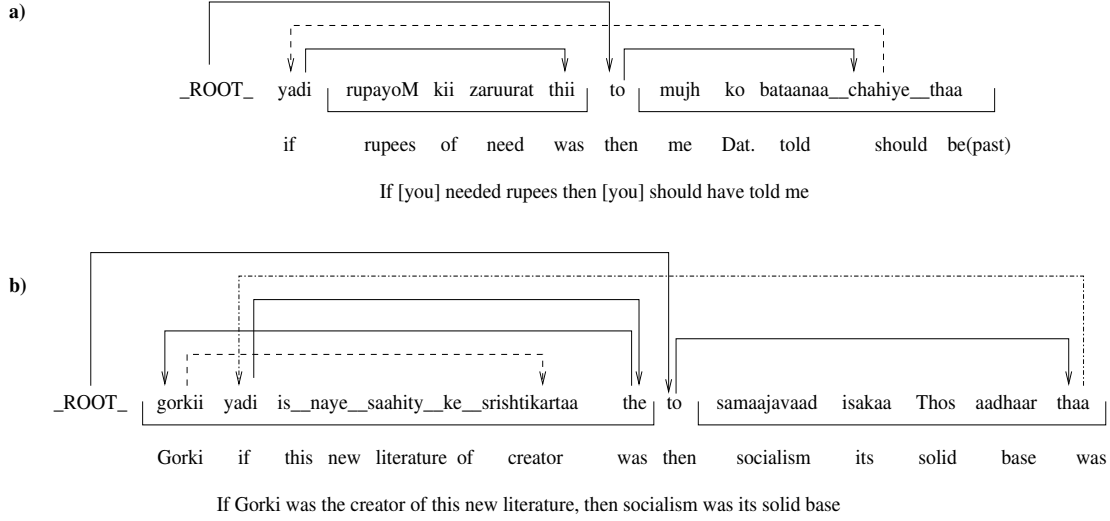 a)
_ROOT_ yadi rupayoM kii zaruurat thii to mujh ko bataanaa__chahiye__thaa
if rupees of need was then me Dat. told should be(past)
If [you] needed rupees then [you] should have told me
b)
_ROOT_ gorkii yadi is__naye__saahity__ke__srishtikartaa the to samaajavaad isakaa Thos aadhaar thaa
Gorki if this new literature of creator was then socialism its solid base was
If Gorki was the creator of this new literature, then socialism was its solid base